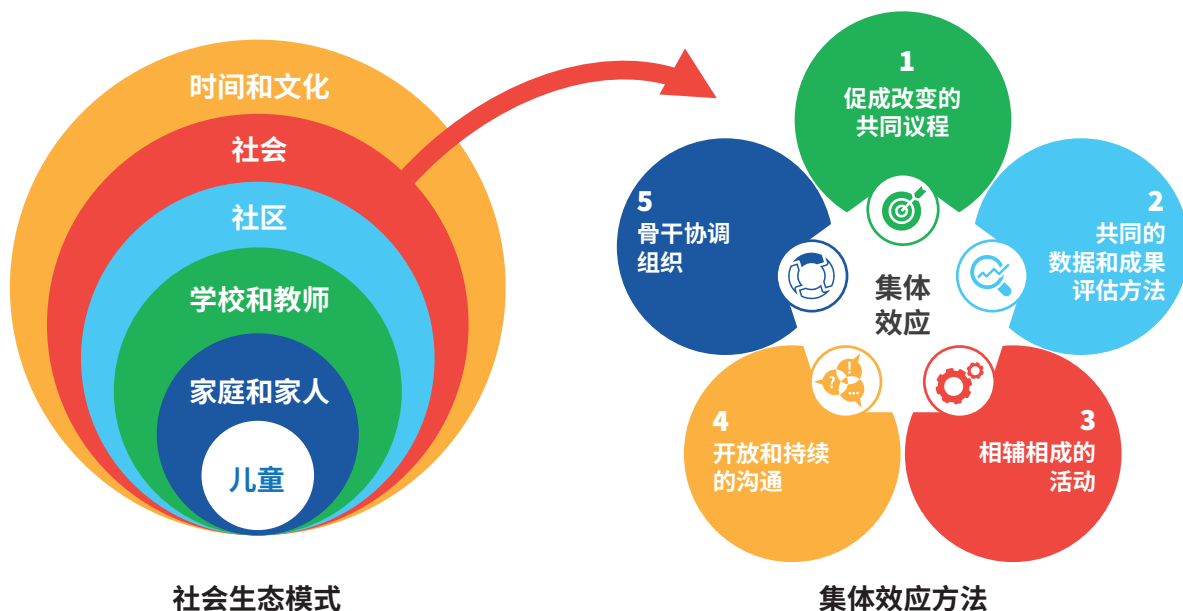 时间和文化
社会
社区
学校和教师
家庭和家人
儿童
社会生态模式
1
促成改变的
共同议程
2
共同的
数据和成果
评估方法
3
相辅相成的
活动
4
开放和持续
的沟通
5
骨干协调
组织
集体
效应
!
?
...
集体效应方法